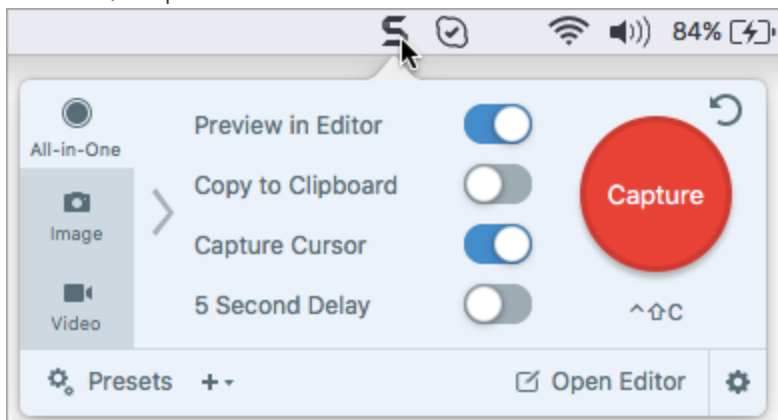 84%
All-in-One
Preview in Editor
Copy to Clipboard
Capture
Image
Capture Cursor
Video
5 Second Delay
^⇧C
Presets
Open Editor